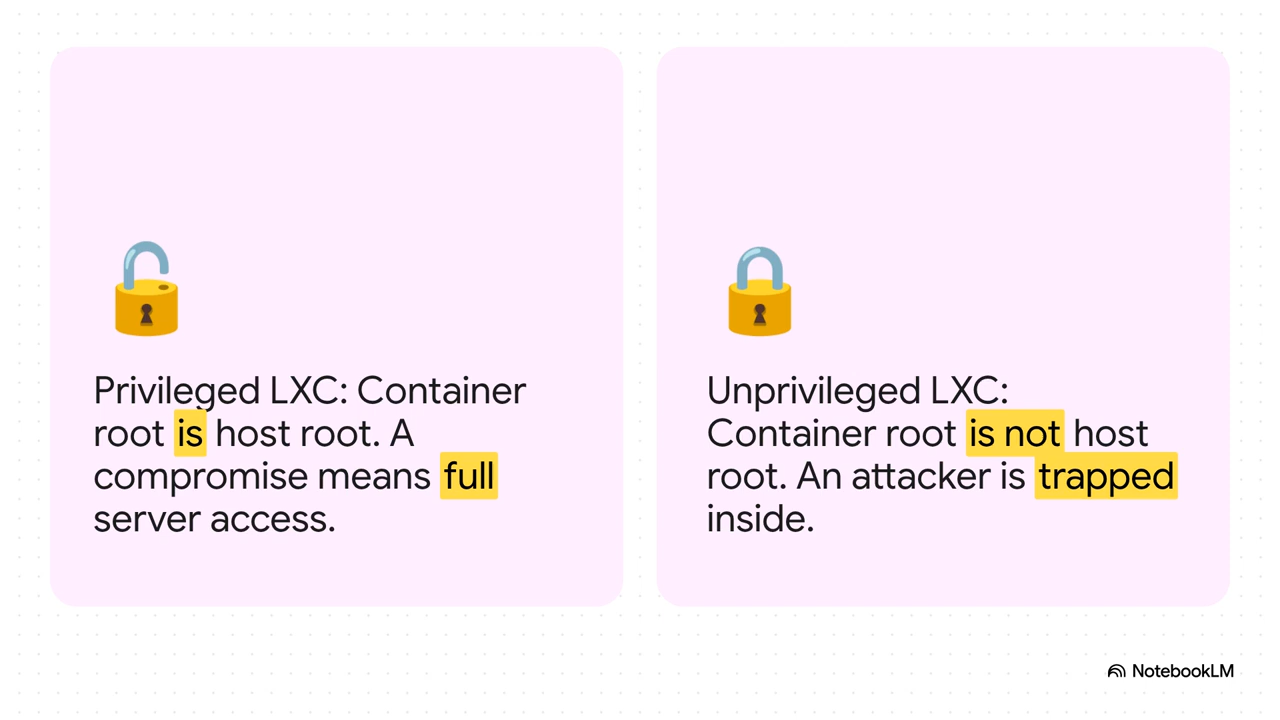 Privileged LXC: Container
root is host root. A
compromise means full
server access.
Unprivileged LXC:
Container root is not host
root. An attacker is trapped
inside.
NotebookLM